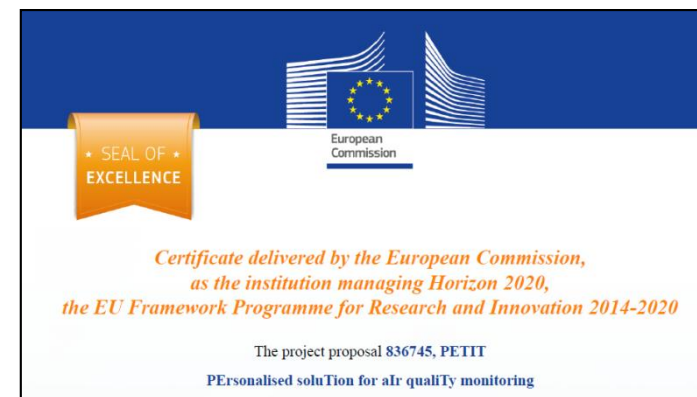 European
Commission
★ SEAL OF ★
EXCELLENCE
Certificate delivered by the European Commission,
as the institution managing Horizon 2020,
the EU Framework Programme for Research and Innovation 2014-2020
The project proposal 836745, PETIT
PErsonalised soluTion for aIr qualiTy monitoring